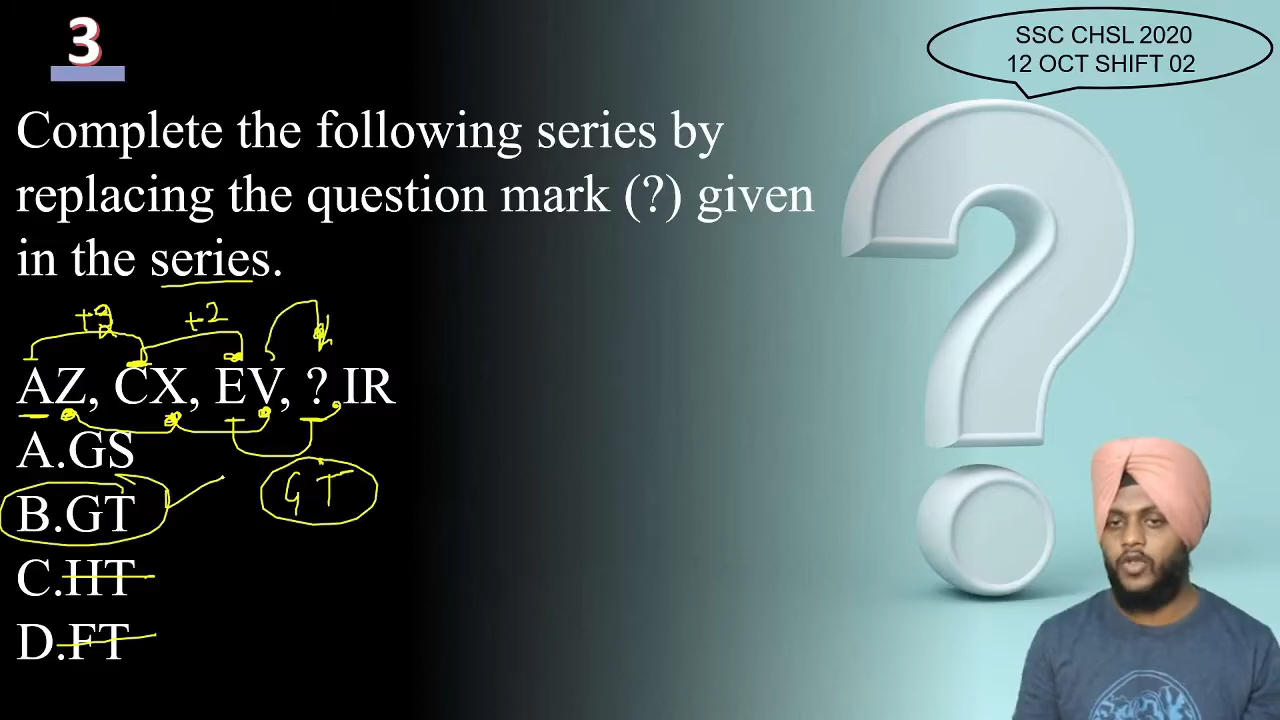 3
SSC CHSL 2020
12 OCT SHIFT 02
Complete the following series by
replacing the question mark (?) given
in the series.
+2
+2
AZ, CX, EV, ?,IR
A.GS
B.GT
GT
C.HT
D.FT